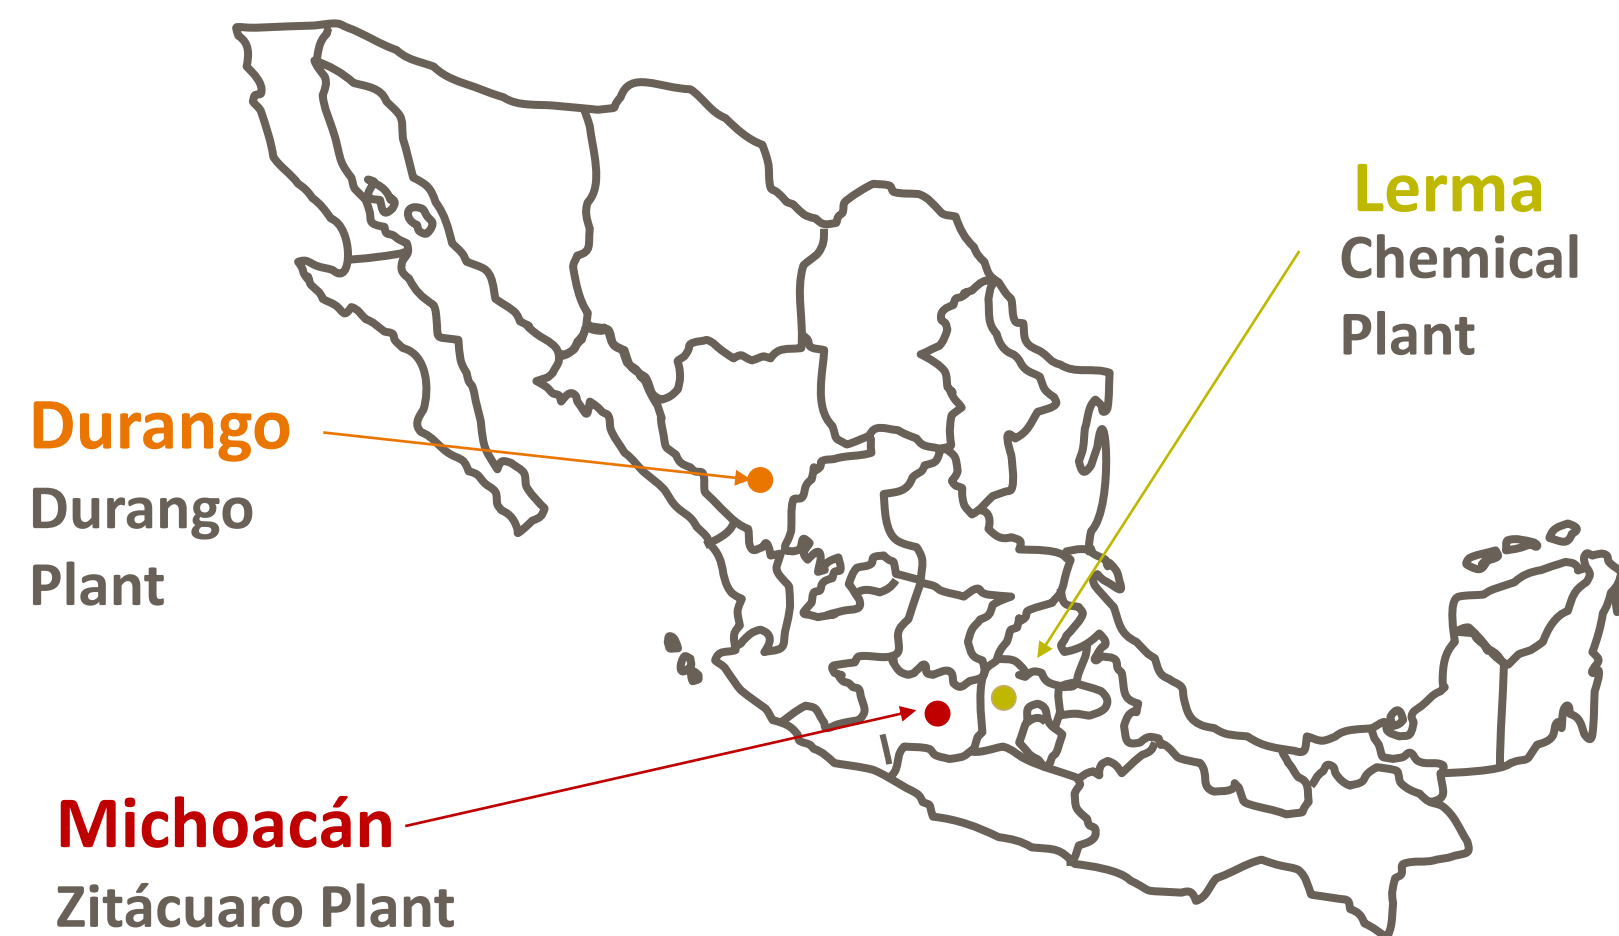 Lerma
Chemical
Plant
Durango
Durango
Plant
Michoacán
Zitácuaro Plant